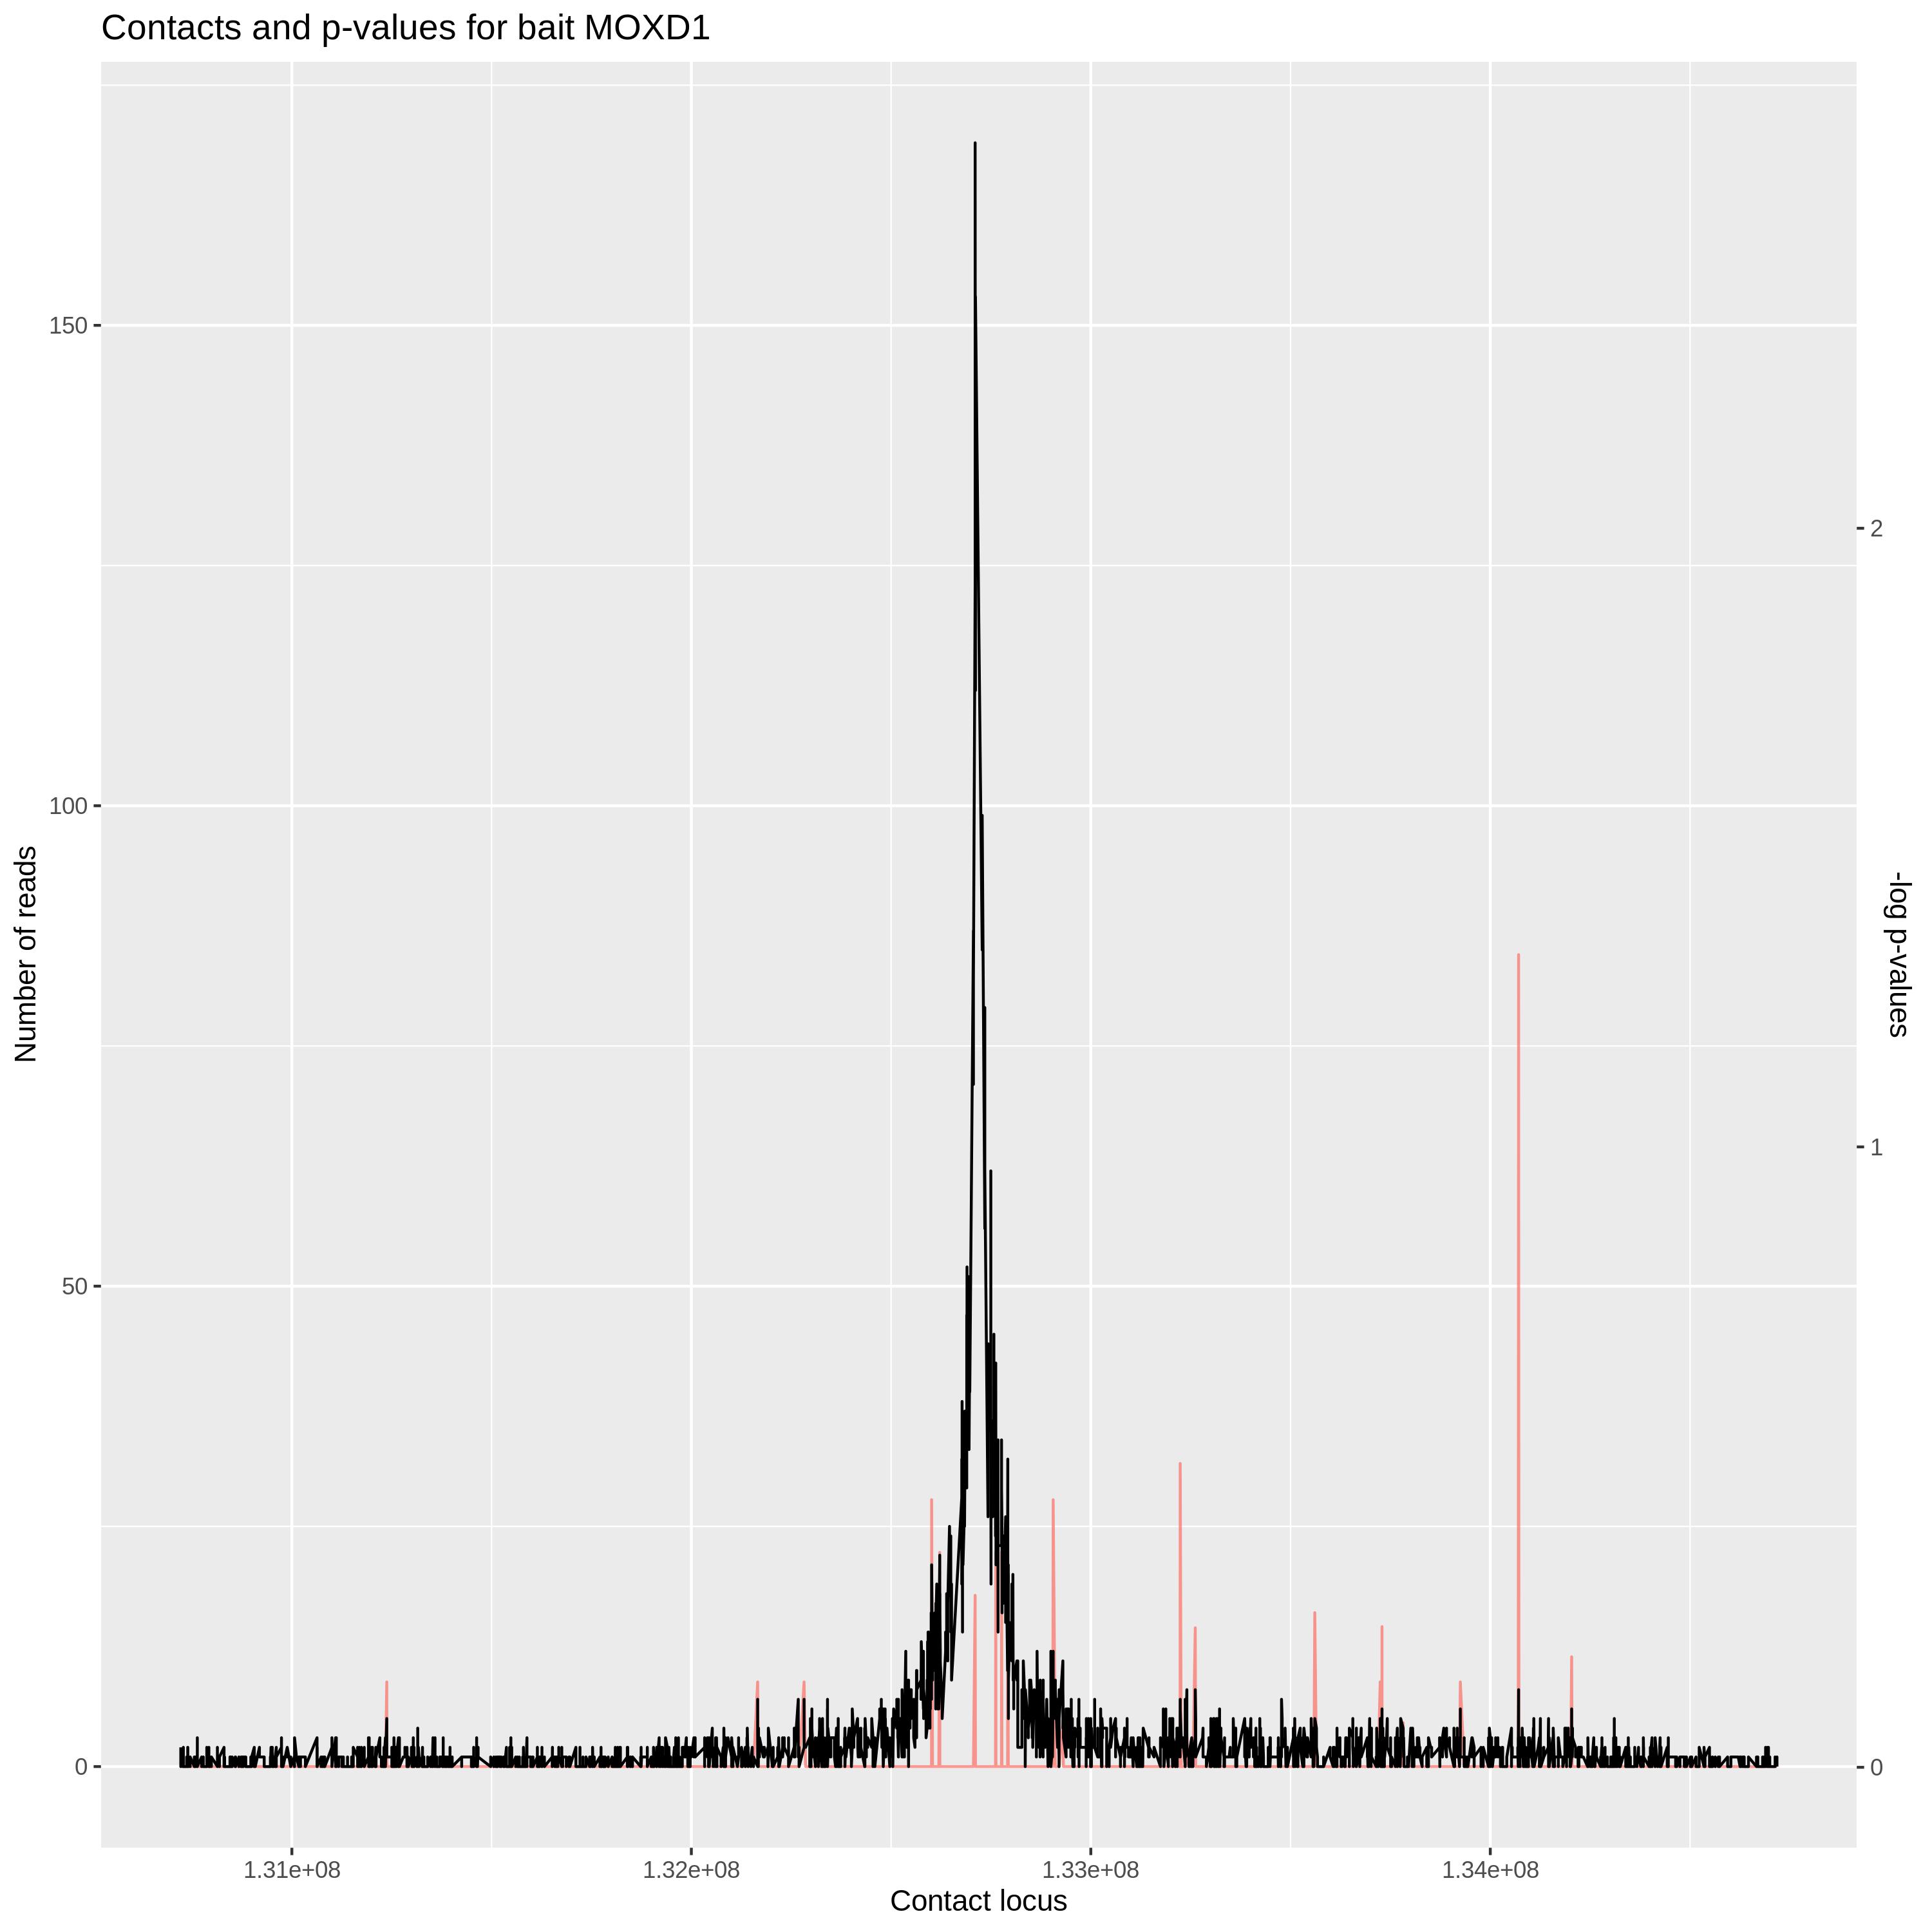 Contacts and p-values for bait MOXD1
150
100
50
0
Number of reads
2
1
0
-log p-values
1.31e+08
1.32e+08
1.33e+08
1.34e+08
Contact locus